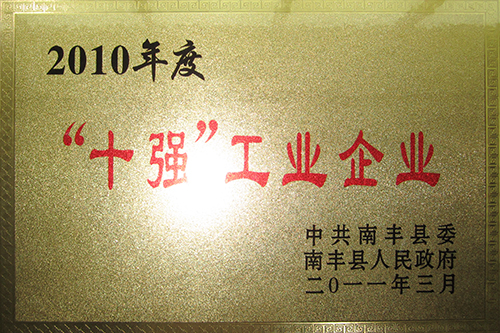 2010年度
“十强”工业企业
中共南丰县委
南丰县人民政府
二0一一年三月